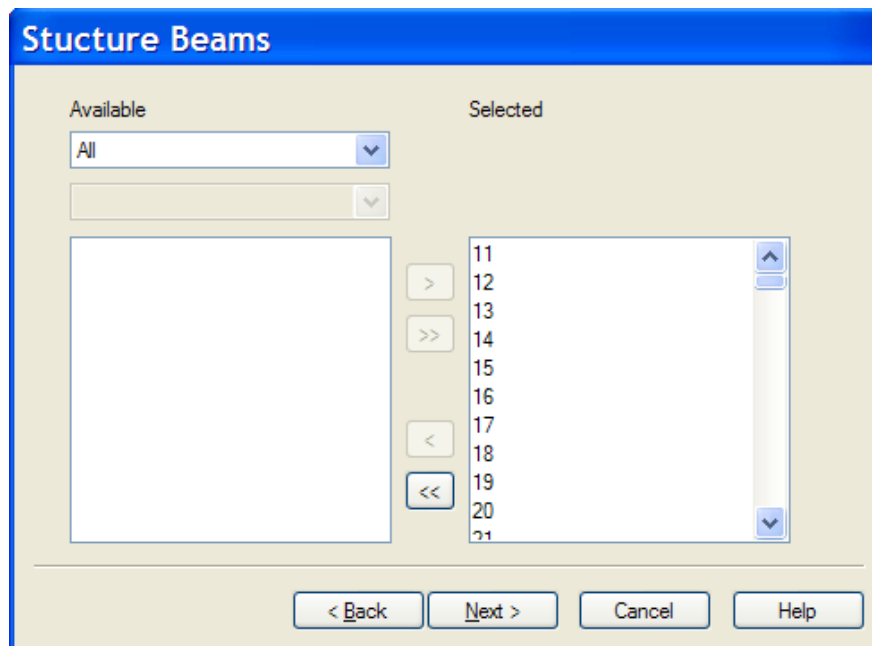 Stucture Beams
Available
Selected
All
11
12
13
14
15
16
17
18
19
20
21
>
>>
<
<<
< Back
Next >
Cancel
Help